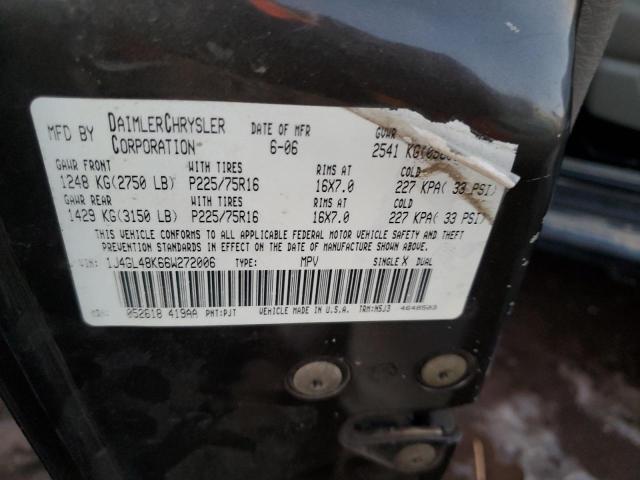 MFD BY DAIMLERCHRYSLER CORPORATION
DATE OF MFR 6-06
GVWR 2541 KG
GAWR FRONT WITH TIRES RIMS AT COLD
1248 KG(2750 LB) P225/75R16 16X7.0 227 KPA( 33 PSI)
GAWR REAR WITH TIRES RIMS AT COLD
1429 KG(3150 LB) P225/75R16 16X7.0 227 KPA( 33 PSI)
THIS VEHICLE CONFORMS TO ALL APPLICABLE FEDERAL MOTOR VEHICLE SAFETY AND THEFT
PREVENTION STANDARDS IN EFFECT ON THE DATE OF MANUFACTURE SHOWN ABOVE.
VIN: 1J4GL48K66W272006 TYPE: MPV SINGLE X DUAL
052618 419AA PNT:PJT VEHICLE MADE IN U.S.A. TRM:H5J3 4648503